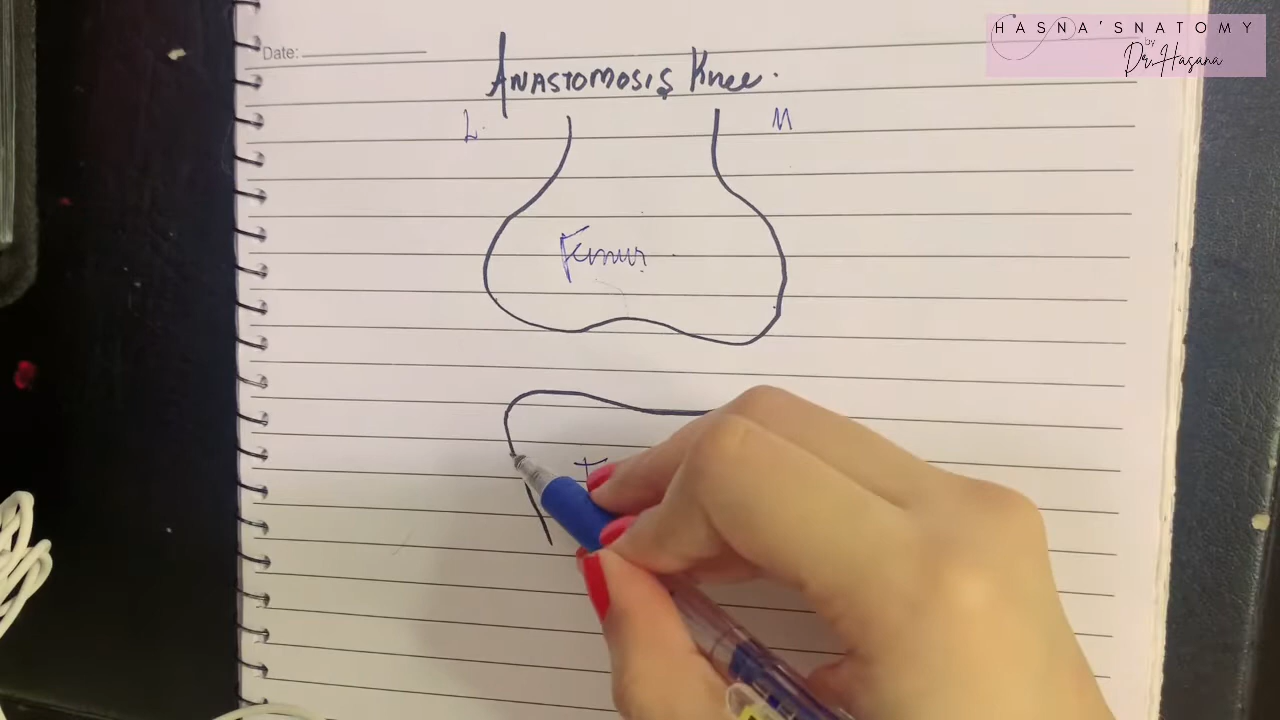 HASNA'SNATOMY
by
Dr.Hasana
Date:
ANASTOMOSIS Knee.
L. M
Femur